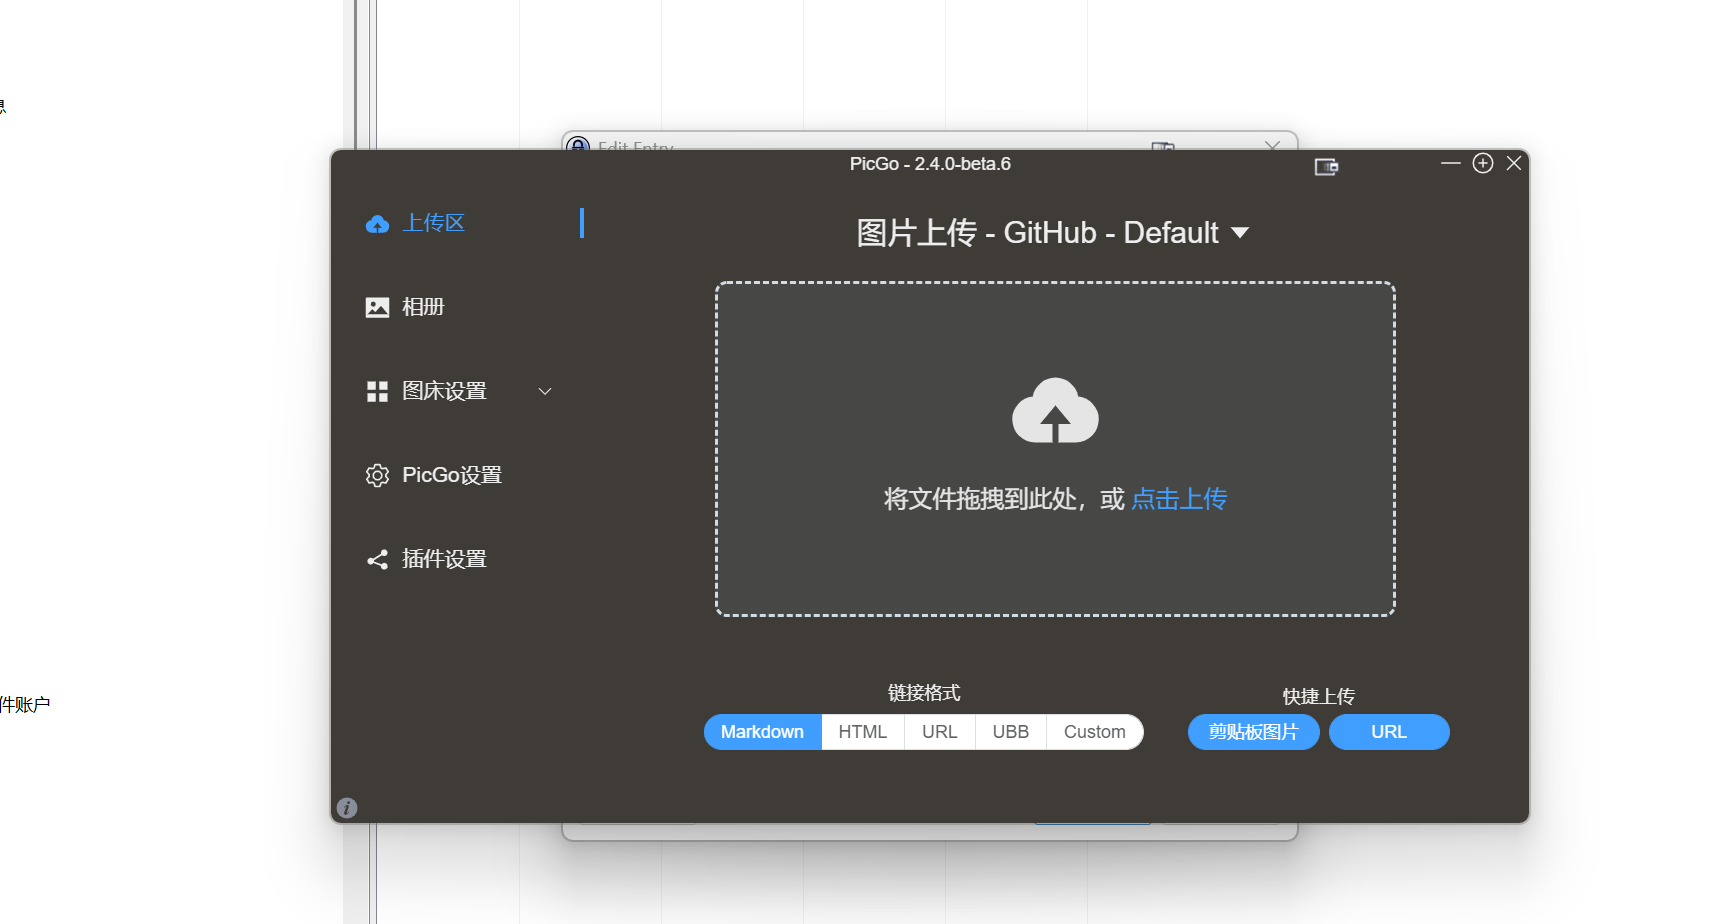 Edit Entry
PicGo - 2.4.0-beta.6
上传区
图片上传 - GitHub - Default
相册
图床设置
PicGo设置
将文件拖拽到此处，或 点击上传
插件设置
件账户
链接格式
快捷上传
Markdown HTML URL UBB Custom
剪贴板图片 URL